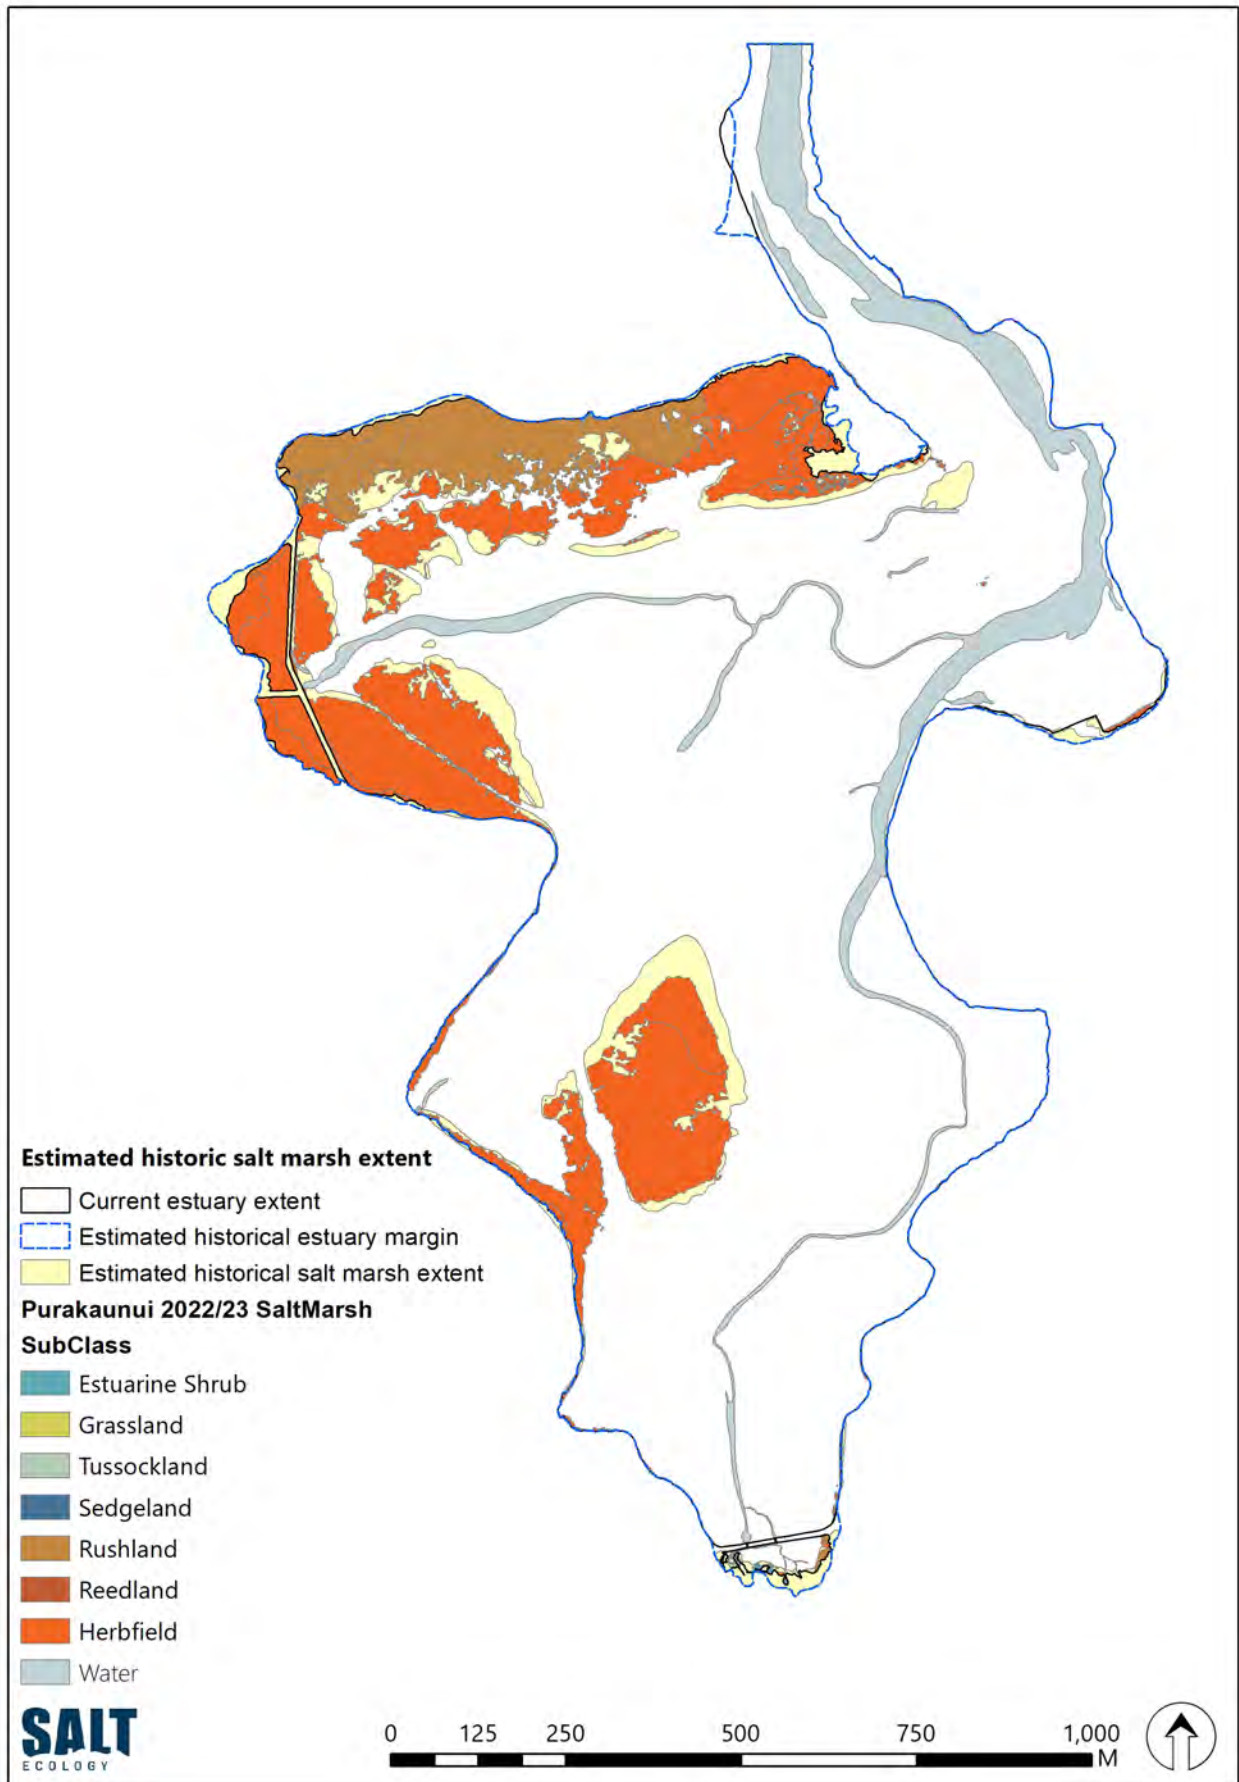 Estimated historic salt marsh extent
Current estuary extent
Estimated historical estuary margin
Estimated historical salt marsh extent
Purakaunui 2022/23 SaltMarsh
SubClass
Estuarine Shrub
Grassland
Tussockland
Sedgeland
Rushland
Reedland
Herbfield
Water
SALT
ECOLOGY
0 125 250 500 750 1,000
M